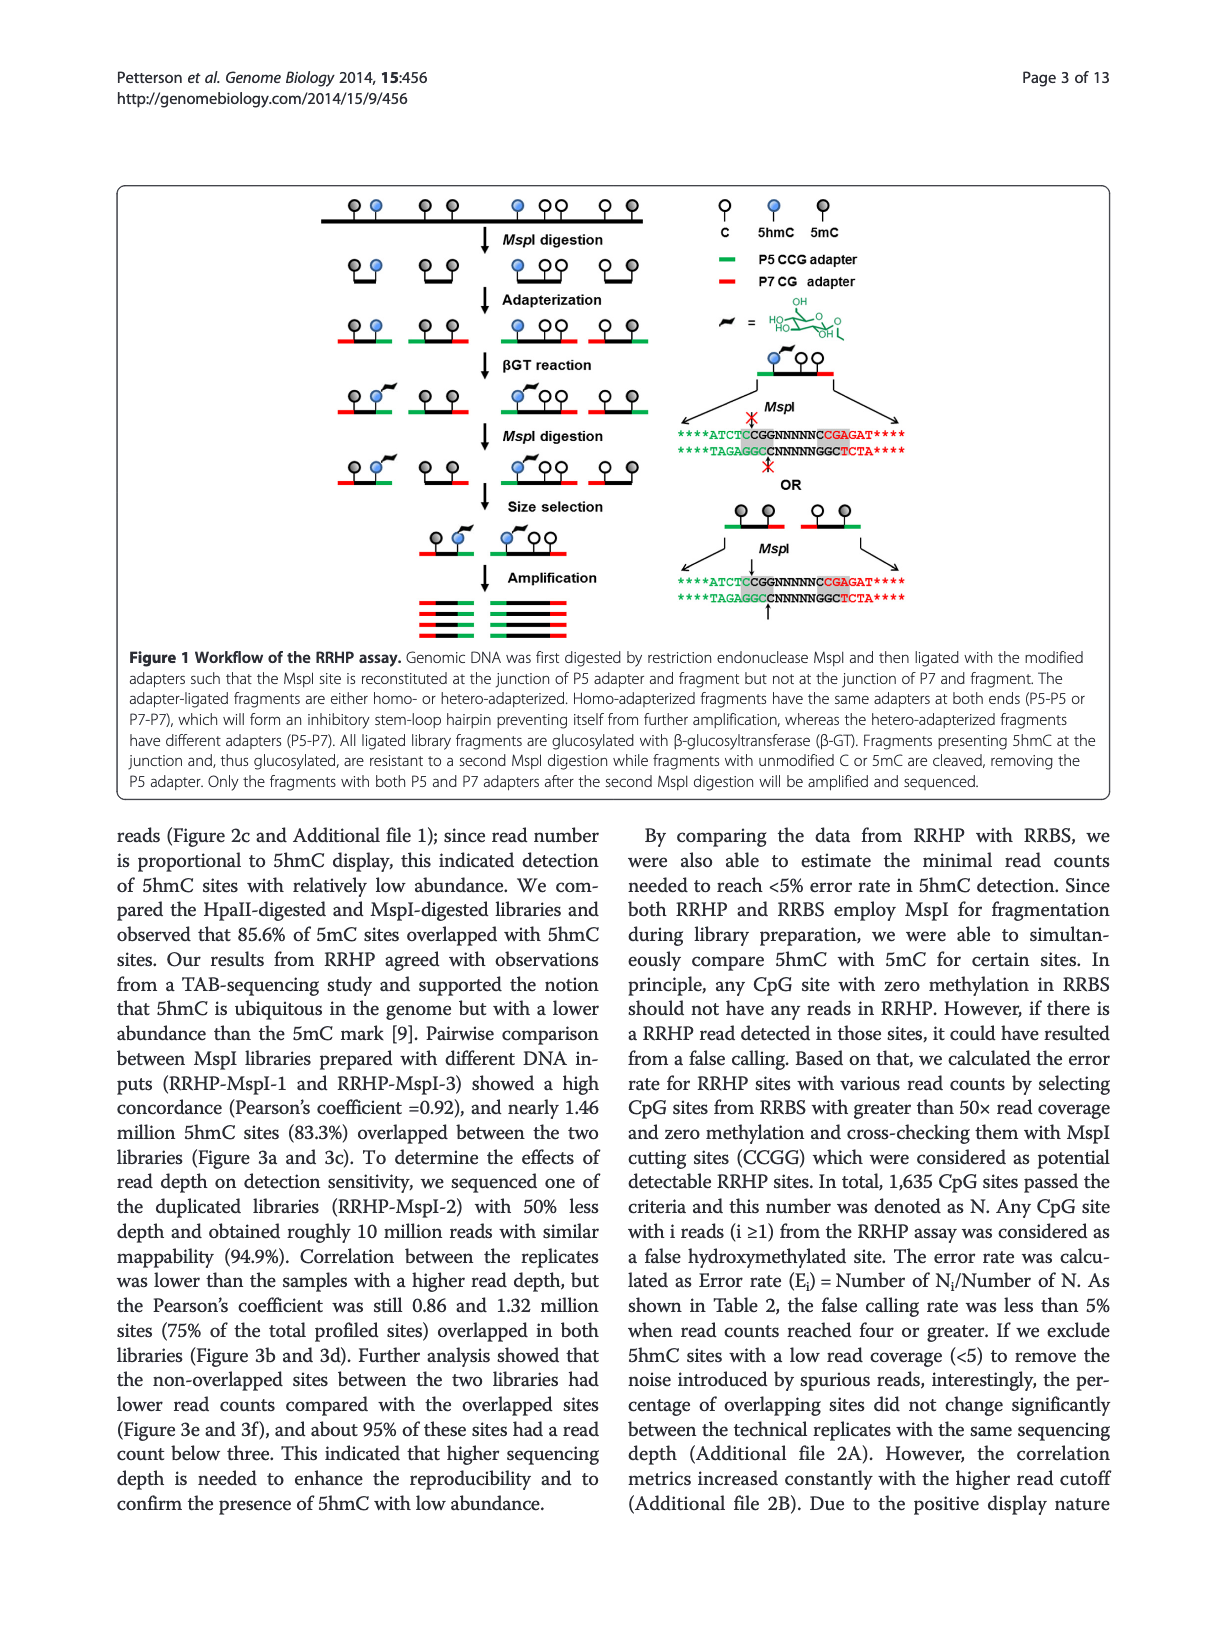 Petterson et al. Genome Biology 2014, 15:456
http://genomebiology.com/2014/15/9/456
Page 3 of 13
MspI digestion
Adapterization
βGT reaction
MspI digestion
Size selection
Amplification
C 5hmC 5mC
P5 CCG adapter
P7 CG adapter
=
OH
HO
HO
O
OH
O
MspI
****ATCTCCGGNNNNNCCGAGAT****
****TAGAGGCCNNNNNGGCTCTA****
OR
MspI
****ATCTCCGGNNNNNCCGAGAT****
****TAGAGGCCNNNNNGGCTCTA****
Figure 1 Workflow of the RRHP assay. Genomic DNA was first digested by restriction endonuclease MspI and then ligated with the modified
adapters such that the MspI site is reconstituted at the junction of P5 adapter and fragment but not at the junction of P7 and fragment. The
adapter-ligated fragments are either homo- or hetero-adapterized. Homo-adapterized fragments have the same adapters at both ends (P5-P5 or
P7-P7), which will form an inhibitory stem-loop hairpin preventing itself from further amplification, whereas the hetero-adapterized fragments
have different adapters (P5-P7). All ligated library fragments are glucosylated with β-glucosyltransferase (β-GT). Fragments presenting 5hmC at the
junction and, thus glucosylated, are resistant to a second MspI digestion while fragments with unmodified C or 5mC are cleaved, removing the
P5 adapter. Only the fragments with both P5 and P7 adapters after the second MspI digestion will be amplified and sequenced.
reads (Figure 2c and Additional file 1); since read number
is proportional to 5hmC display, this indicated detection
of 5hmC sites with relatively low abundance. We com-
pared the HpaII-digested and MspI-digested libraries and
observed that 85.6% of 5mC sites overlapped with 5hmC
sites. Our results from RRHP agreed with observations
from a TAB-sequencing study and supported the notion
that 5hmC is ubiquitous in the genome but with a lower
abundance than the 5mC mark [9]. Pairwise comparison
between MspI libraries prepared with different DNA in-
puts (RRHP-MspI-1 and RRHP-MspI-3) showed a high
concordance (Pearson's coefficient =0.92), and nearly 1.46
million 5hmC sites (83.3%) overlapped between the two
libraries (Figure 3a and 3c). To determine the effects of
read depth on detection sensitivity, we sequenced one of
the duplicated libraries (RRHP-MspI-2) with 50% less
depth and obtained roughly 10 million reads with similar
mappability (94.9%). Correlation between the replicates
was lower than the samples with a higher read depth, but
the Pearson's coefficient was still 0.86 and 1.32 million
sites (75% of the total profiled sites) overlapped in both
libraries (Figure 3b and 3d). Further analysis showed that
the non-overlapped sites between the two libraries had
lower read counts compared with the overlapped sites
(Figure 3e and 3f), and about 95% of these sites had a read
count below three. This indicated that higher sequencing
depth is needed to enhance the reproducibility and to
confirm the presence of 5hmC with low abundance.
By comparing the data from RRHP with RRBS, we
were also able to estimate the minimal read counts
needed to reach <5% error rate in 5hmC detection. Since
both RRHP and RRBS employ MspI for fragmentation
during library preparation, we were able to simultan-
eously compare 5hmC with 5mC for certain sites. In
principle, any CpG site with zero methylation in RRBS
should not have any reads in RRHP. However, if there is
a RRHP read detected in those sites, it could have resulted
from a false calling. Based on that, we calculated the error
rate for RRHP sites with various read counts by selecting
CpG sites from RRBS with greater than 50× read coverage
and zero methylation and cross-checking them with MspI
cutting sites (CCGG) which were considered as potential
detectable RRHP sites. In total, 1,635 CpG sites passed the
criteria and this number was denoted as N. Any CpG site
with i reads (i ≥1) from the RRHP assay was considered as
a false hydroxymethylated site. The error rate was calcu-
lated as Error rate (Ei) = Number of Ni/Number of N. As
shown in Table 2, the false calling rate was less than 5%
when read counts reached four or greater. If we exclude
5hmC sites with a low read coverage (<5) to remove the
noise introduced by spurious reads, interestingly, the per-
centage of overlapping sites did not change significantly
between the technical replicates with the same sequencing
depth (Additional file 2A). However, the correlation
metrics increased constantly with the higher read cutoff
(Additional file 2B). Due to the positive display nature